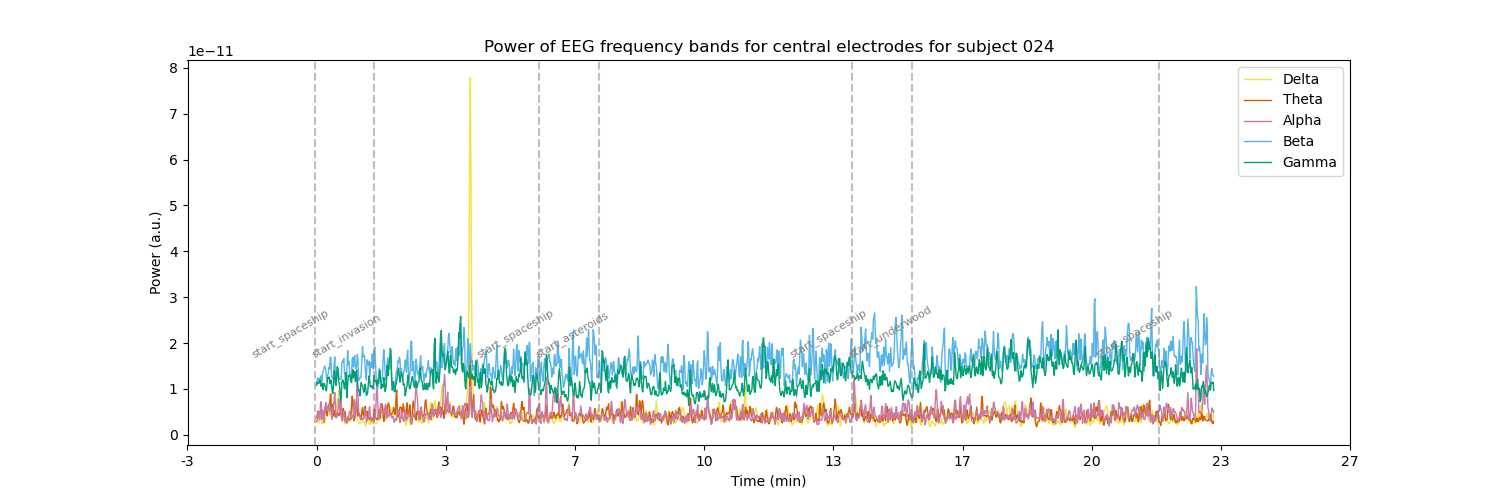 Power of EEG frequency bands for central electrodes for subject 024
1e−11
8
7
6
5
4
3
2
1
0
Power (a.u.)
Delta
Theta
Alpha
Beta
Gamma
start_spaceship
start_invasion
start_spaceship
start_asteroids
start_spaceship
start_underwood
start_spaceship
-3
0
3
7
10
13
17
20
23
27
Time (min)